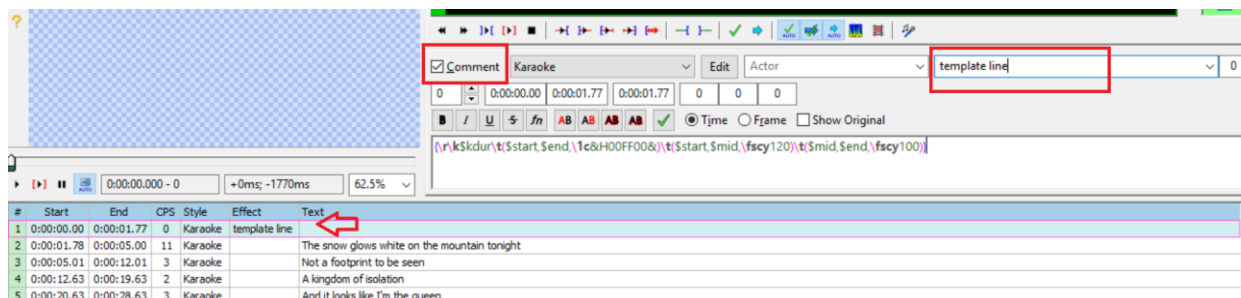 ?
AUTO AUTO
Comment Karaoke Edit Actor template line 0
0 0:00:00.00 0:00:01.77 0:00:01.77 0 0 0
B I U S fn AB AB AB AB Time Frame Show Original
{\r\k$kdur\t($start,$end,\1c&H00FF00&)\t($start,$mid,\fscy120)\t($mid,$end,\fscy100)}
AUTO 0:00:00.000 - 0 +0ms; -1770ms 62.5%
# Start End CPS Style Effect Text
1 0:00:00.00 0:00:01.77 0 Karaoke template line
2 0:00:01.78 0:00:05.00 11 Karaoke The snow glows white on the mountain tonight
3 0:00:05.01 0:00:12.01 3 Karaoke Not a footprint to be seen
4 0:00:12.63 0:00:19.63 2 Karaoke A kingdom of isolation
5 0:00:20.63 0:00:28.63 3 Karaoke And it looks like I'm the queen